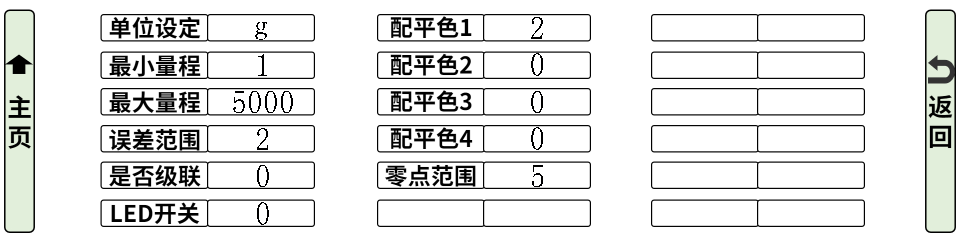 主页
单位设定 g
最小量程 1
最大量程 5000
误差范围 2
是否级联 0
LED开关 0
配平色1 2
配平色2 0
配平色3 0
配平色4 0
零点范围 5
返回